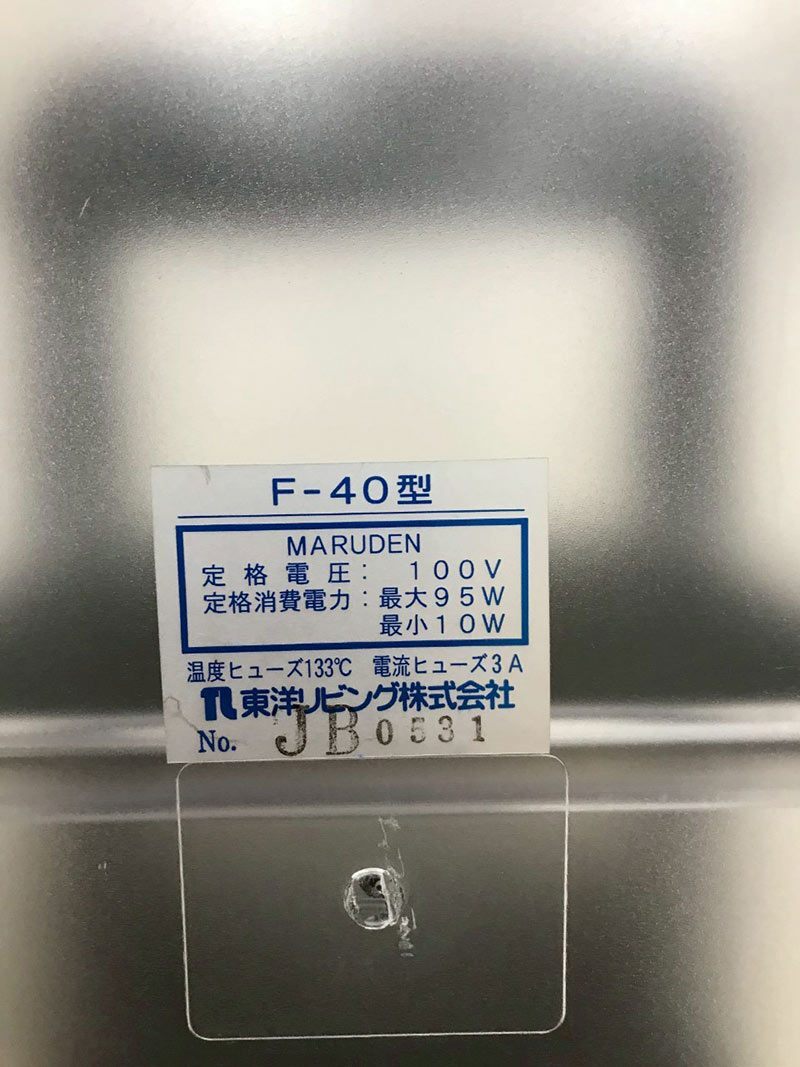 F-40型
MARUDEN
定格電圧: 100V
定格消費電力:最大95W
最小10W
温度ヒューズ133℃ 電流ヒューズ3A
東洋リビング株式会社
No. JB0531